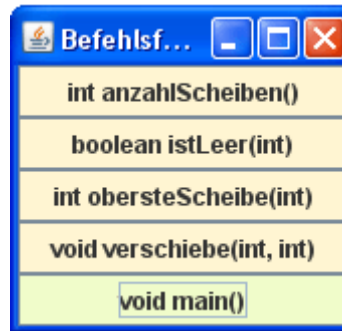 Befehlsf...
int anzahlScheiben()
boolean istLeer(int)
int obersteScheibe(int)
void verschiebe(int, int)
void main()